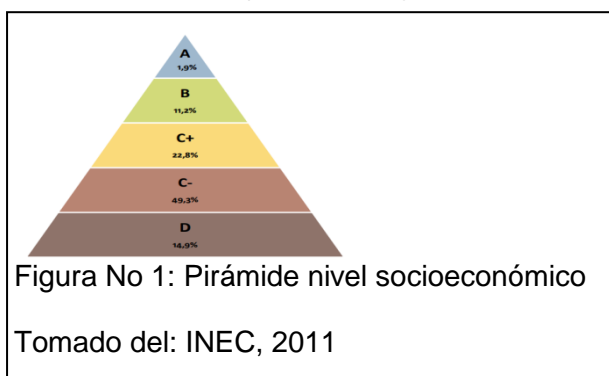 A
1,9%
B
11,2%
C+
22,8%
C-
49,3%
D
14,9%
Figura No 1: Pirámide nivel socioeconómico
Tomado del: INEC, 2011